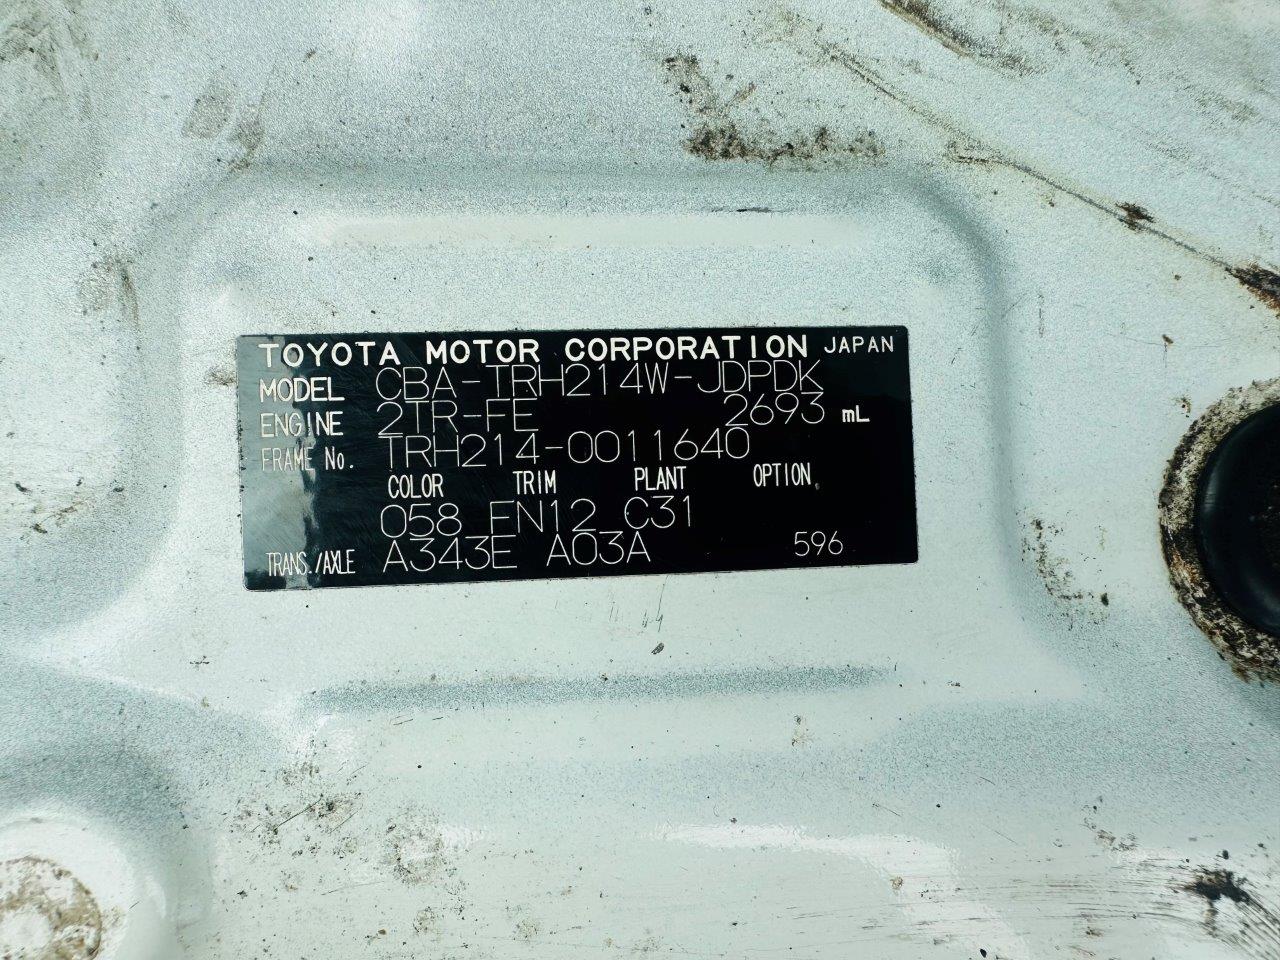 TOYOTA MOTOR CORPORATION JAPAN
MODEL CBA-TRH214W-JDPDK
ENGINE 2TR-FE 2693 mL
FRAME No. TRH214-0011640
COLOR TRIM PLANT OPTION
058 FN12 C31
TRANS./AXLE A343E A03A 596